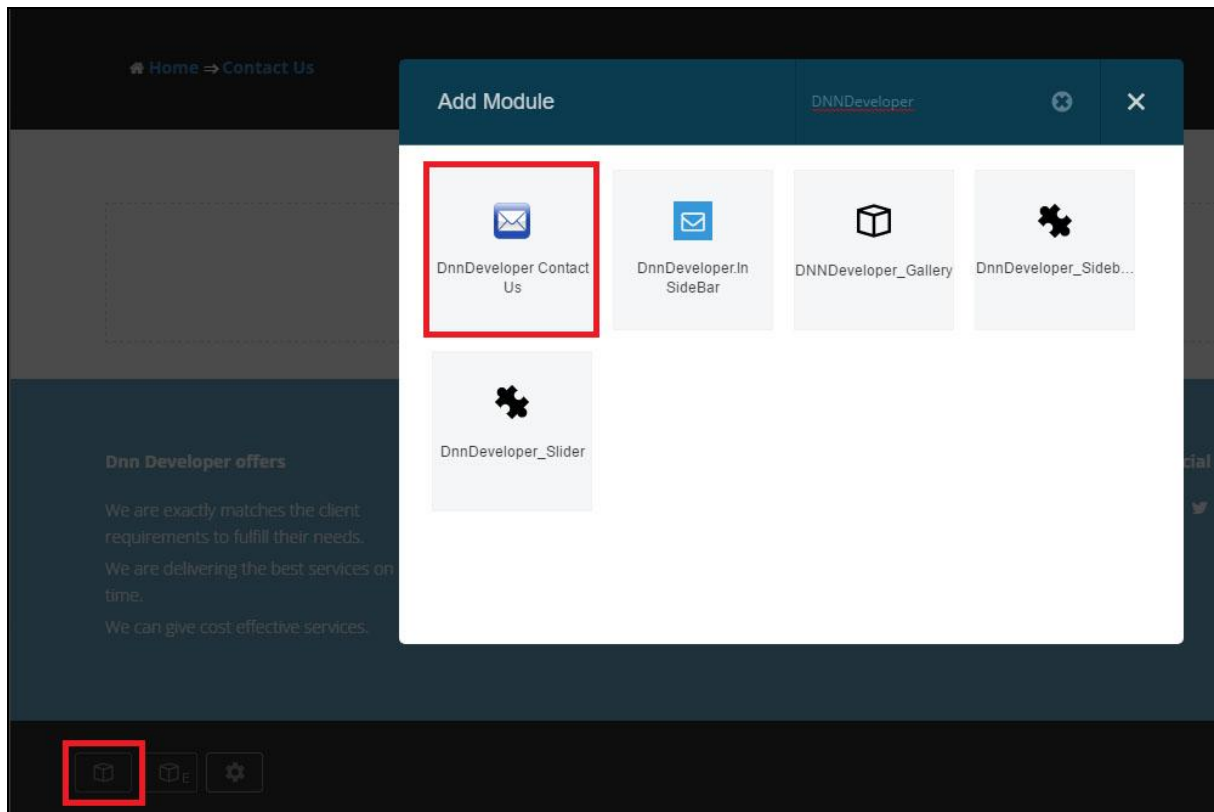 Home ⇒ Contact Us
Add Module
DNNDeveloper
DnnDeveloper Contact
Us
DnnDeveloper.In
SideBar
DNNDeveloper_Gallery
DnnDeveloper_Sideb...
DnnDeveloper_Slider
Dnn Developer offers
We are exactly matches the client
requirements to fulfill their needs.
We are delivering the best services on
time.
We can give cost effective services.
cial
E